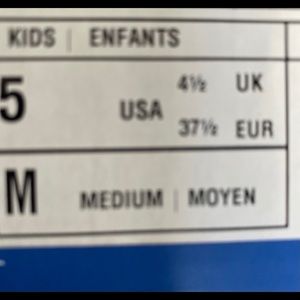 KIDS | ENFANTS
5 USA 4½ UK
37½ EUR
M MEDIUM | MOYEN